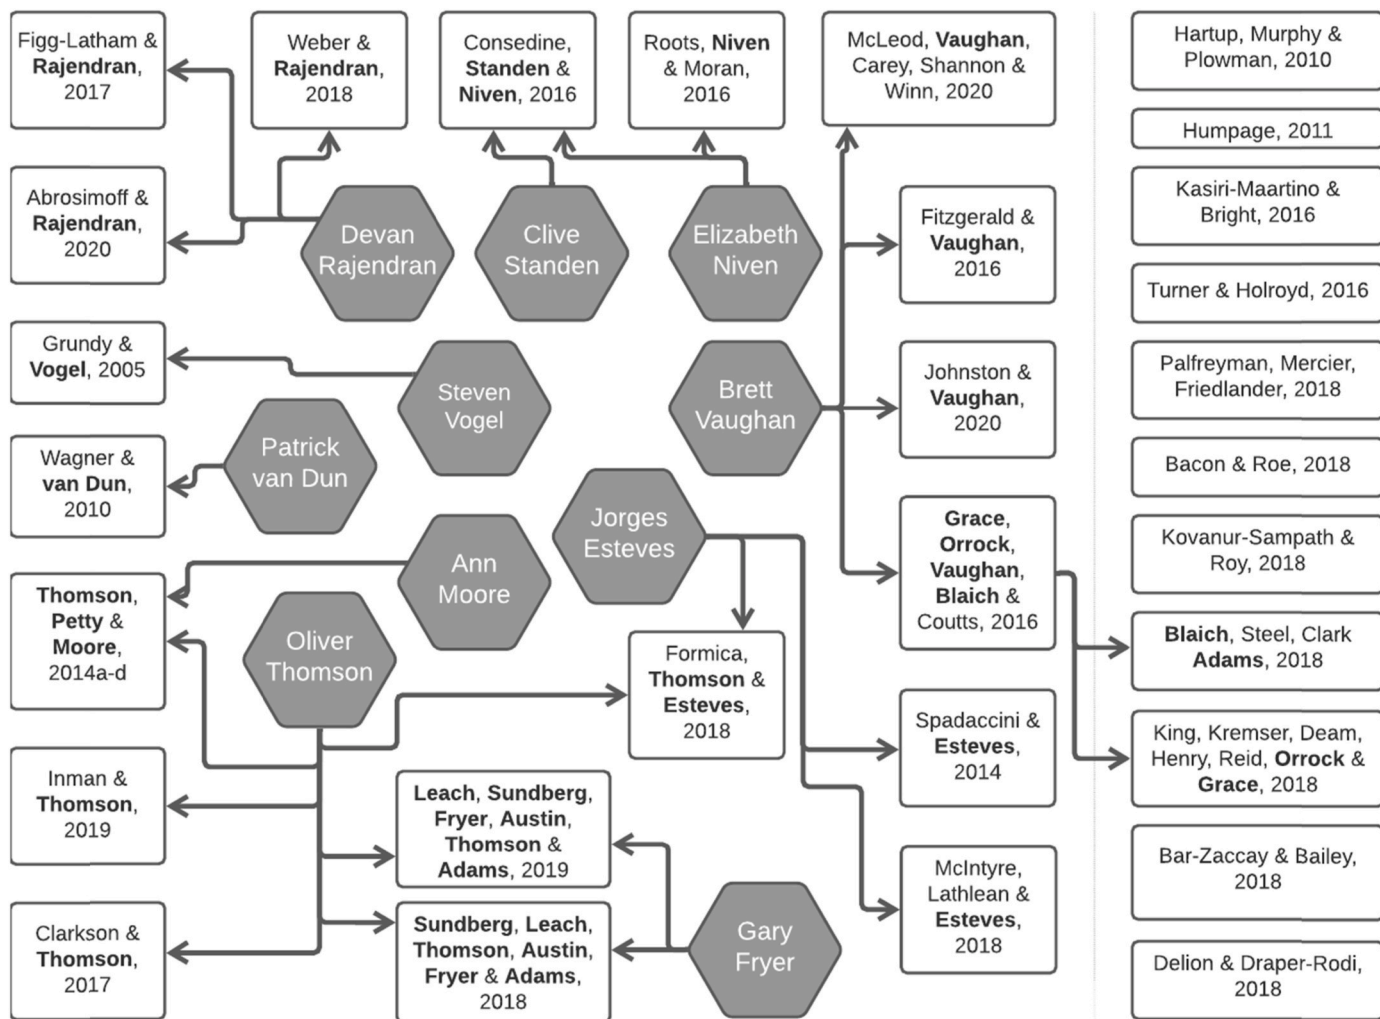 Figg-Latham &
Rajendran,
2017
Weber &
Rajendran,
2018
Consedine,
Standen &
Niven, 2016
Roots, Niven
& Moran,
2016
McLeod, Vaughan,
Carey, Shannon &
Winn, 2020
Hartup, Murphy &
Plowman, 2010
Humpage, 2011
Abrosimoff &
Rajendran,
2020
Devan
Rajendran
Clive
Standen
Elizabeth
Niven
Fitzgerald &
Vaughan,
2016
Kasiri-Maartino &
Bright, 2016
Turner & Holroyd, 2016
Grundy &
Vogel, 2005
Steven
Vogel
Brett
Vaughan
Johnston &
Vaughan,
2020
Palfreyman, Mercier,
Friedlander, 2018
Patrick
van Dun
Wagner &
van Dun,
2010
Bacon & Roe, 2018
Jorges
Esteves
Grace,
Orrock,
Vaughan,
Blaich &
Coutts, 2016
Kovanur-Sampath &
Roy, 2018
Ann
Moore
Thomson,
Petty &
Moore,
2014a-d
Oliver
Thomson
Formica,
Thomson &
Esteves,
2018
Blaich, Steel, Clark
Adams, 2018
Spadaccini &
Esteves,
2014
King, Kremser, Deam,
Henry, Reid, Orrock &
Grace, 2018
Inman &
Thomson,
2019
Leach, Sundberg,
Fryer, Austin,
Thomson &
Adams, 2019
McIntyre,
Lathlean &
Esteves,
2018
Bar-Zaccay & Bailey,
2018
Clarkson &
Thomson,
2017
Sundberg, Leach,
Thomson, Austin,
Fryer & Adams,
2018
Gary
Fryer
Delion & Draper-Rodi,
2018